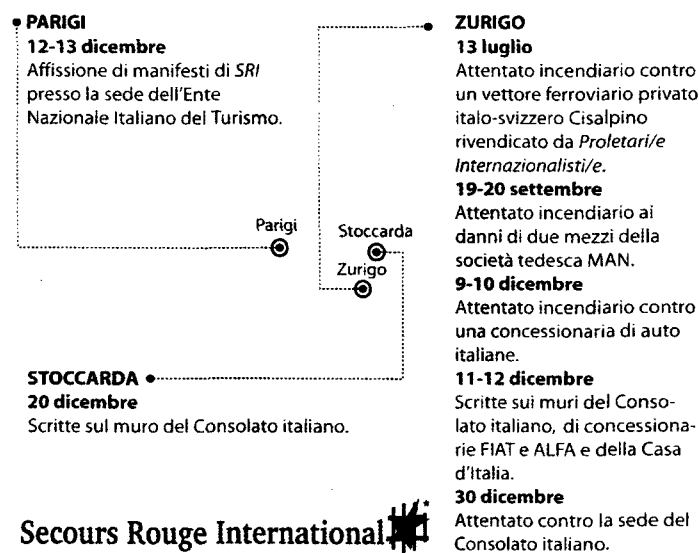 PARIGI
12-13 dicembre
Affissione di manifesti di SRI
presso la sede dell'Ente
Nazionale Italiano del Turismo.
Parigi
Stoccarda
Zurigo
STOCCARDA
20 dicembre
Scritte sul muro del Consolato italiano.
Secours Rouge International
ZURIGO
13 luglio
Attentato incendiario contro
un vettore ferroviario privato
italo-svizzero Cisalpino
rivendicato da Proletari/e
Internazionalisti/e.
19-20 settembre
Attentato incendiario ai
danni di due mezzi della
società tedesca MAN.
9-10 dicembre
Attentato incendiario contro
una concessionaria di auto
italiane.
11-12 dicembre
Scritte sui muri del Conso-
lato italiano, di concessiona-
rie FIAT e ALFA e della Casa
d'Italia.
30 dicembre
Attentato contro la sede del
Consolato italiano.